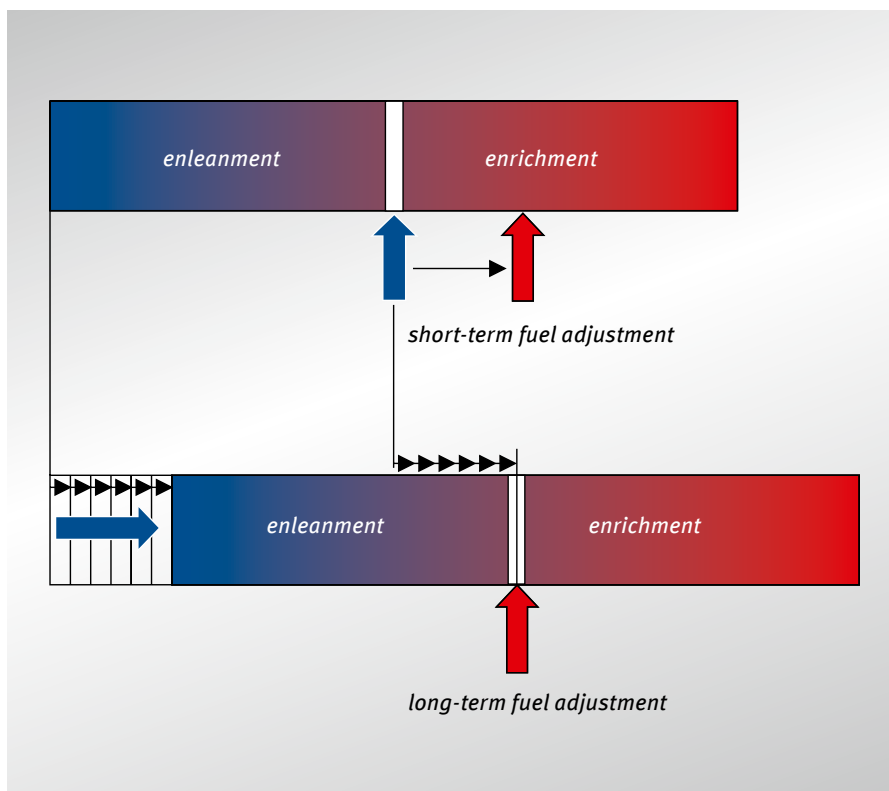 enleanment enrichment
short-term fuel adjustment
enleanment enrichment
long-term fuel adjustment